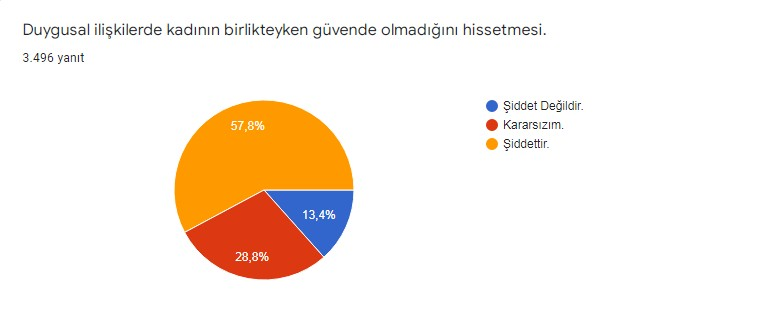 Duygusal ilişkilerde kadının birlikteyken güvende olmadığını hissetmesi.
3.496 yanıt
57,8%
13,4%
28,8%
Şiddet Değildir.
Kararsızım.
Şiddettir.